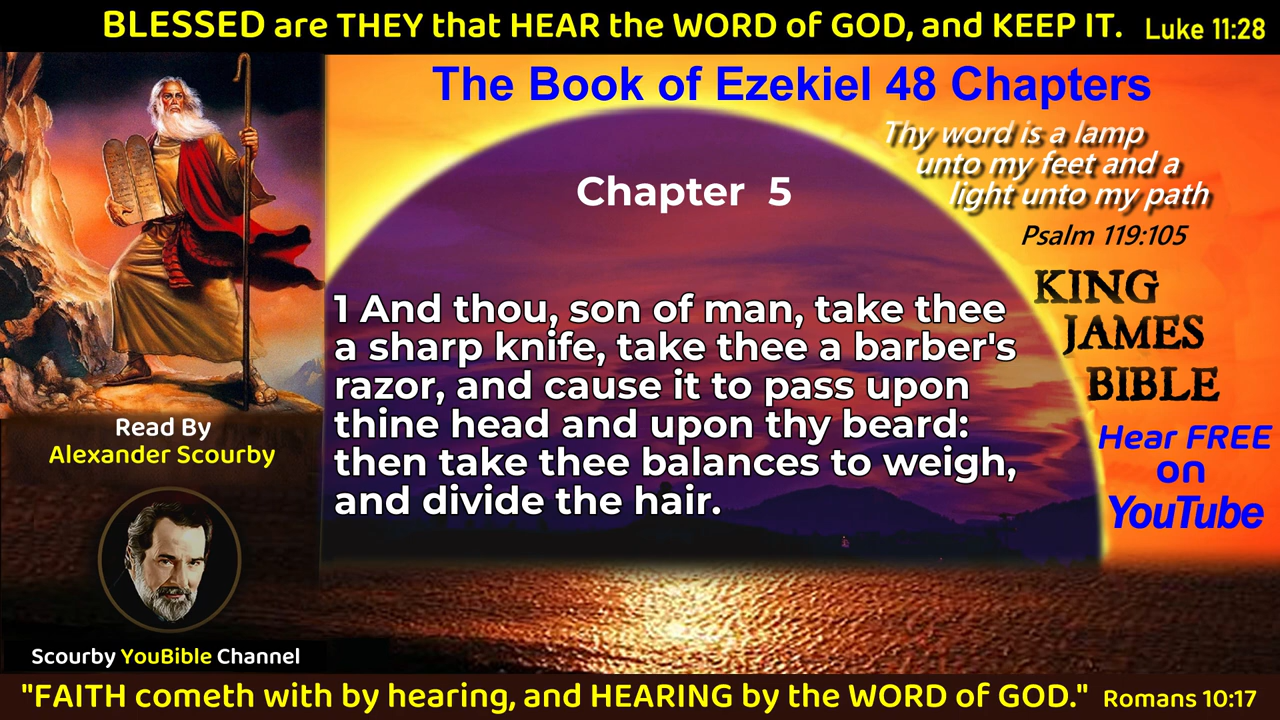 BLESSED are THEY that HEAR the WORD of GOD, and KEEP IT. Luke 11:28
The Book of Ezekiel 48 Chapters
Thy word is a lamp
unto my feet and a
light unto my path
Psalm 119:105
Chapter 5
1 And thou, son of man, take thee
a sharp knife, take thee a barber's
razor, and cause it to pass upon
thine head and upon thy beard:
then take thee balances to weigh,
and divide the hair.
KING
JAMES
BIBLE
Hear FREE
on
YouTube
Read By
Alexander Scourby
Scourby YouBible Channel
"FAITH cometh with by hearing, and HEARING by the WORD of GOD." Romans 10:17